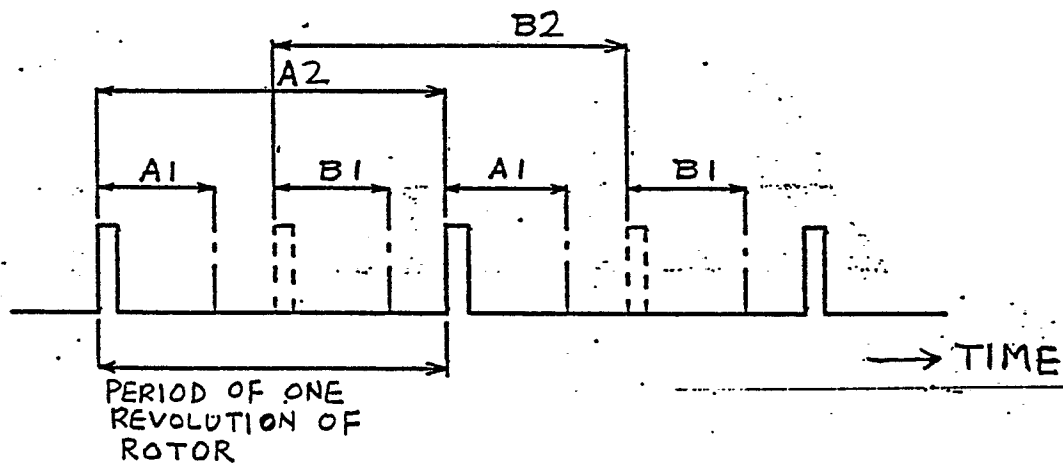 B2
A2
A1 B1 A1 B1
TIME
PERIOD OF ONE
REVOLUTION OF
ROTOR